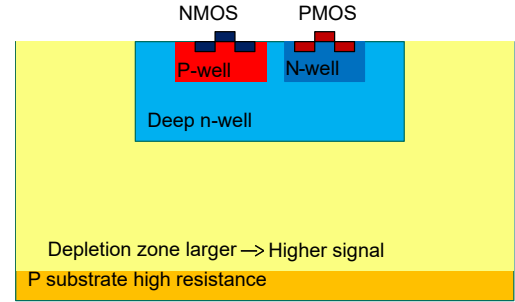 NMOS PMOS
P-well N-well
Deep n-well
Depletion zone larger —> Higher signal
P substrate high resistance